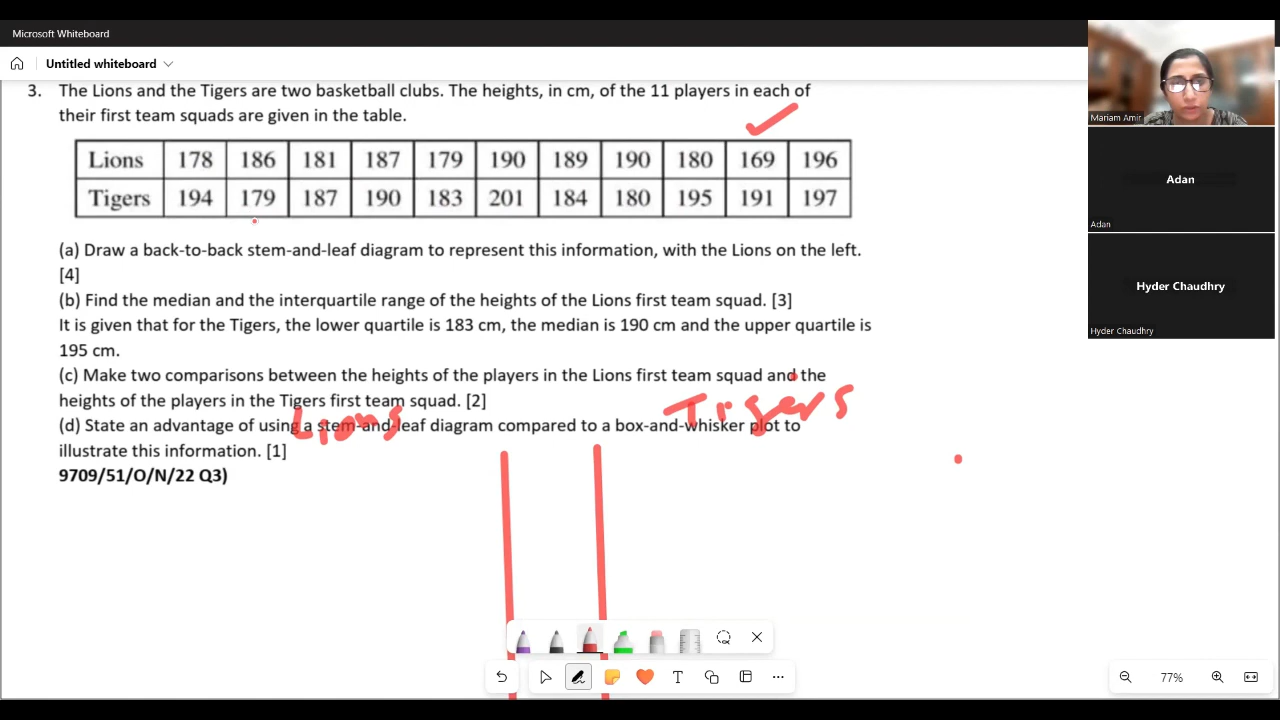 Microsoft Whiteboard
Untitled whiteboard
3. The Lions and the Tigers are two basketball clubs. The heights, in cm, of the 11 players in each of
their first team squads are given in the table.
Lions 178 186 181 187 179 190 189 190 180 169 196
Tigers 194 179 187 190 183 201 184 180 195 191 197
(a) Draw a back-to-back stem-and-leaf diagram to represent this information, with the Lions on the left.
[4]
(b) Find the median and the interquartile range of the heights of the Lions first team squad. [3]
It is given that for the Tigers, the lower quartile is 183 cm, the median is 190 cm and the upper quartile is
195 cm.
(c) Make two comparisons between the heights of the players in the Lions first team squad and the
heights of the players in the Tigers first team squad. [2]
(d) State an advantage of using a stem-and-leaf diagram compared to a box-and-whisker plot to
illustrate this information. [1]
9709/51/O/N/22 Q3)
Lions Tigers
77%
Mariam Amir
Adan
Adan
Hyder Chaudhry
Hyder Chaudhry